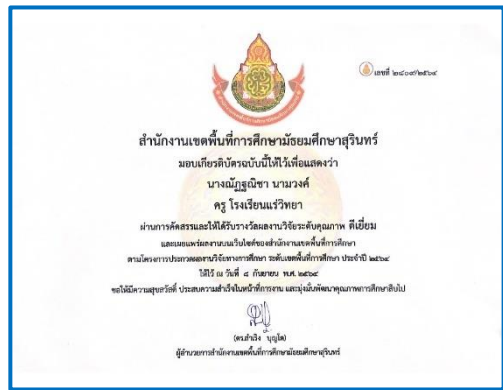 เลขที่ ๒๘๐๙/๒๕๖๔
สำนักงานเขตพื้นที่การศึกษามัธยมศึกษาสุรินทร์
มอบเกียรติบัตรฉบับนี้ให้ไว้เพื่อแสดงว่า
นางณัฏฐณิชา นามวงค์
ครู โรงเรียนแร่วิทยา
ผ่านการคัดสรรและให้ได้รับรางวัลผลงานวิจัยระดับคุณภาพ ดีเยี่ยม
และเผยแพร่ผลงานบนเว็บไซต์ของสำนักงานเขตพื้นที่การศึกษา
ตามโครงการประกวดผลงานวิจัยทางการศึกษา ระดับเขตพื้นที่การศึกษา ประจำปี ๒๕๖๔
ให้ไว้ ณ วันที่ ๘ กันยายน พ.ศ. ๒๕๖๔
ขอให้มีความสุขสวัสดิ์ ประสบความสำเร็จในหน้าที่การงาน และมุ่งมั่นพัฒนาคุณภาพการศึกษาสืบไป
(ดร.สำเริง บุญโต)
ผู้อำนวยการสำนักงานเขตพื้นที่การศึกษามัธยมศึกษาสุรินทร์